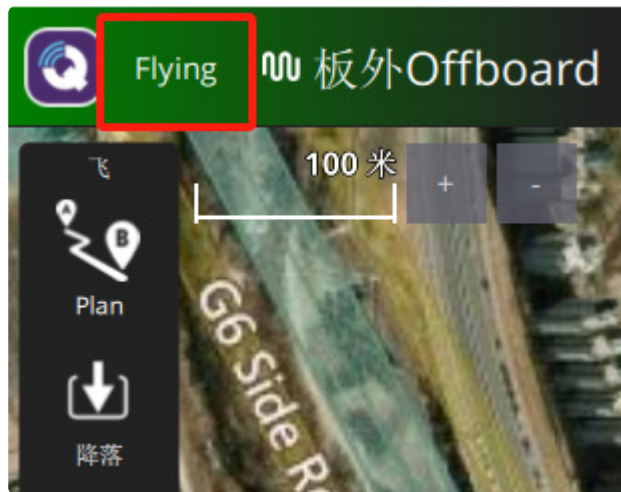 Flying
板外Offboard
飞
100 米
+
-
A
B
Plan
G6 Side R
降落